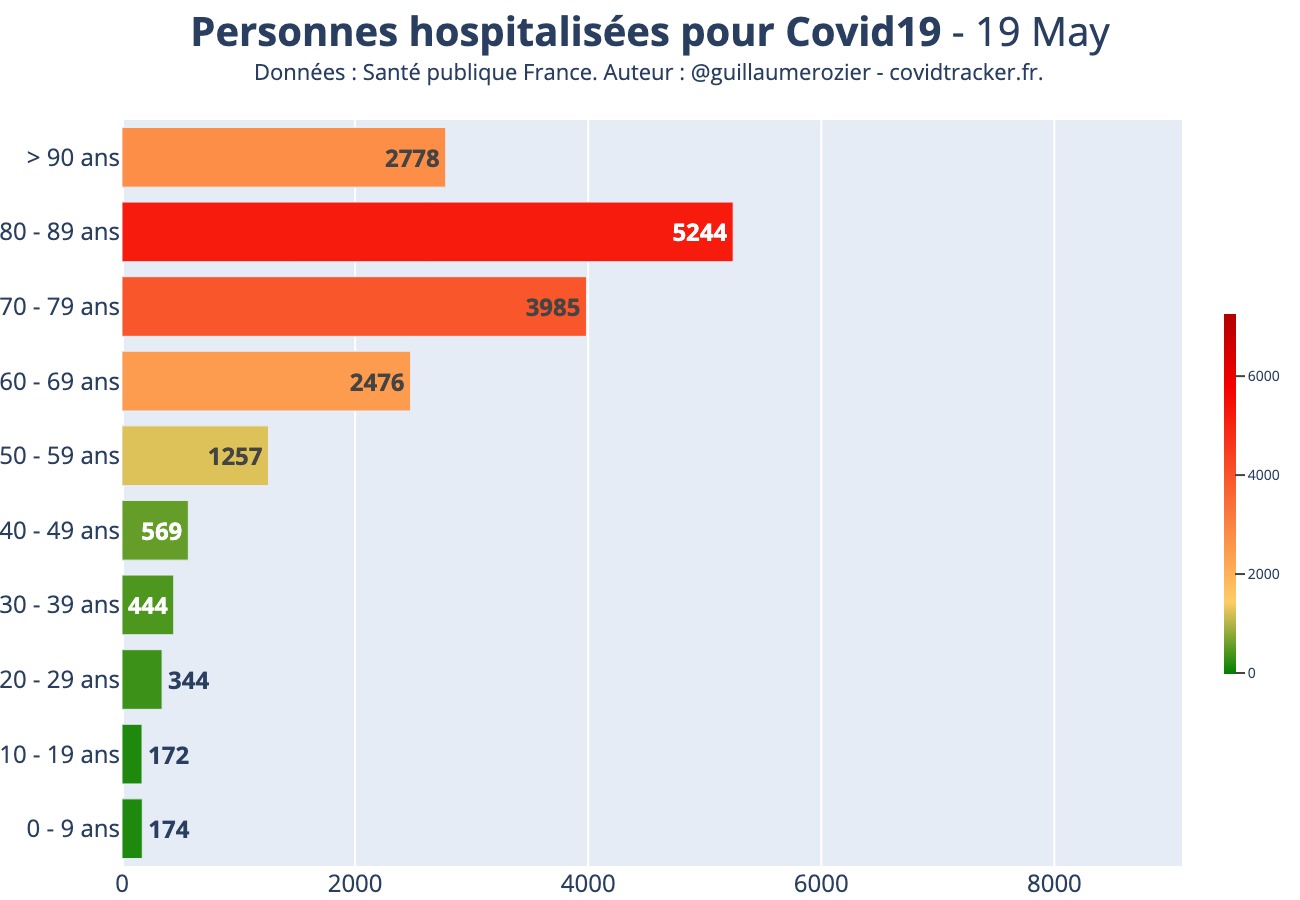 Personnes hospitalisées pour Covid19 - 19 May
Données : Santé publique France. Auteur : @guillaumerozier - covidtracker.fr.
> 90 ans 2778
80 - 89 ans 5244
70 - 79 ans 3985
60 - 69 ans 2476
50 - 59 ans 1257
40 - 49 ans 569
30 - 39 ans 444
20 - 29 ans 344
10 - 19 ans 172
0 - 9 ans 174
0 2000 4000 6000 8000
6000
4000
2000
0